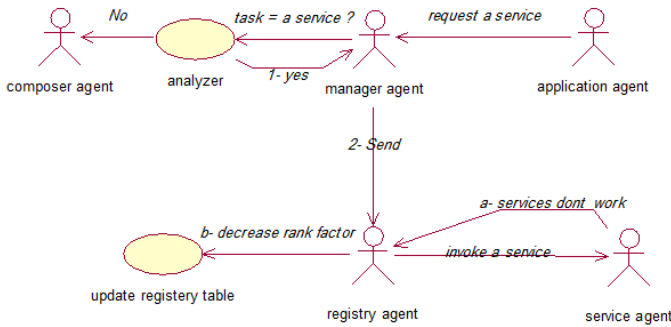 No
task = a service ?
request a service
composer agent
analyzer
1- yes
manager agent
application agent
2- Send
a- services dont work
b- decrease rank factor
invoke a service
update registery table
registry agent
service agent